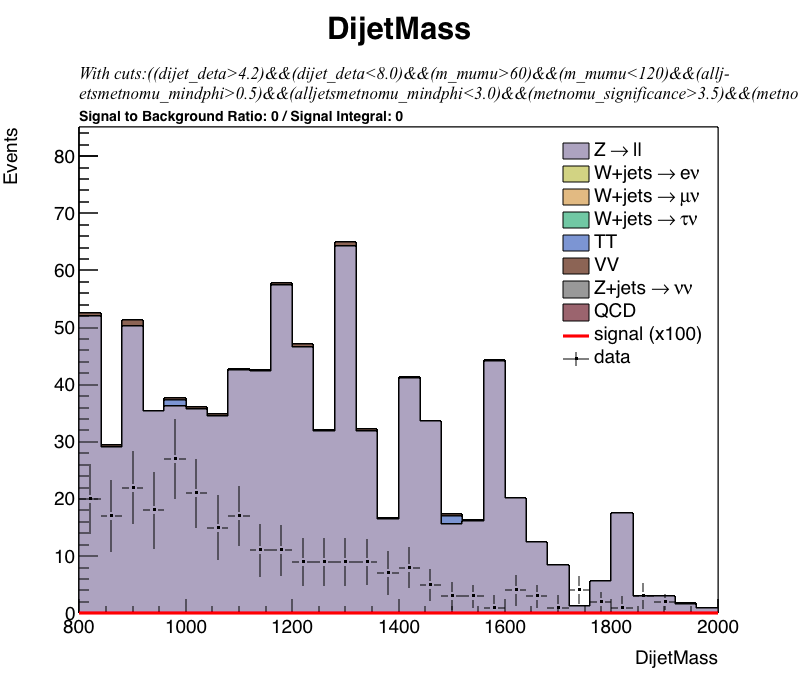 DijetMass
With cuts:((dijet_deta>4.2)&&(dijet_deta<8.0)&&(m_mumu>60)&&(m_mumu<120)&&(allj-
etsmetnomu_mindphi>0.5)&&(alljetsmetnomu_mindphi<3.0)&&(metnomu_significance>3.5)&&(metno
Signal to Background Ratio: 0 / Signal Integral: 0
Events
80
70
60
50
40
30
20
10
0
Z→ll
W+jets→eν
W+jets→μν
W+jets→τν
TT
VV
Z+jets→νν
QCD
signal (x100)
data
800 1000 1200 1400 1600 1800 2000
DijetMass